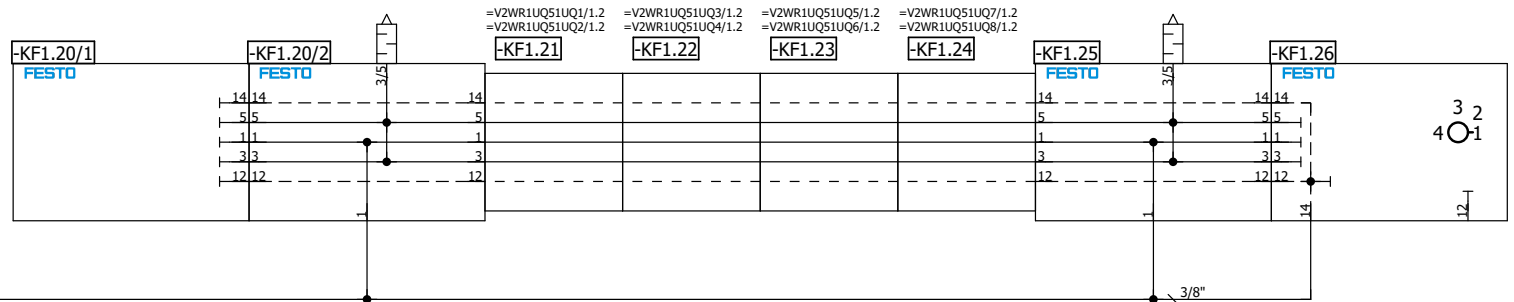 =V2WR1UQ51UQ1/1.2 =V2WR1UQ51UQ3/1.2 =V2WR1UQ51UQ5/1.2 =V2WR1UQ51UQ7/1.2
=V2WR1UQ51UQ2/1.2 =V2WR1UQ51UQ4/1.2 =V2WR1UQ51UQ6/1.2 =V2WR1UQ51UQ8/1.2
-KF1.20/1 -KF1.20/2 -KF1.21 -KF1.22 -KF1.23 -KF1.24 -KF1.25 -KF1.26
FESTO FESTO FESTO FESTO
3/5 3/5
14 14 14 14 14 14
5 5 5 5 5 5
1 1 1 1 1 1
3 3 3 3 3 3
12 12 12 12 12 12
3 2
4 1
1 1 14 12
3/8"